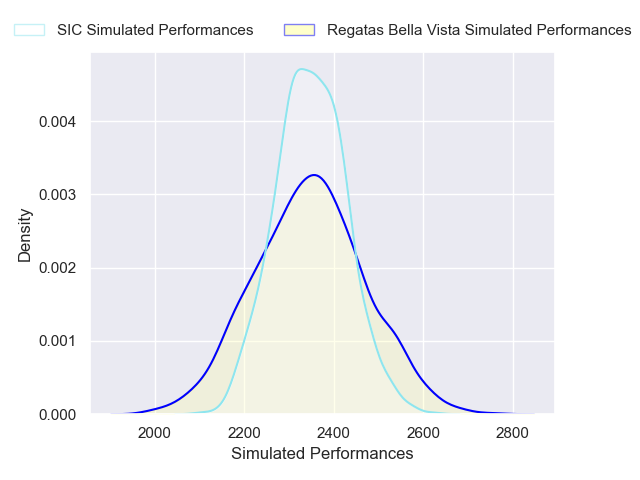 SIC Simulated Performances
Regatas Bella Vista Simulated Performances
0.004
0.003
0.002
0.001
0.000
Density
2000 2200 2400 2600 2800
Simulated Performances